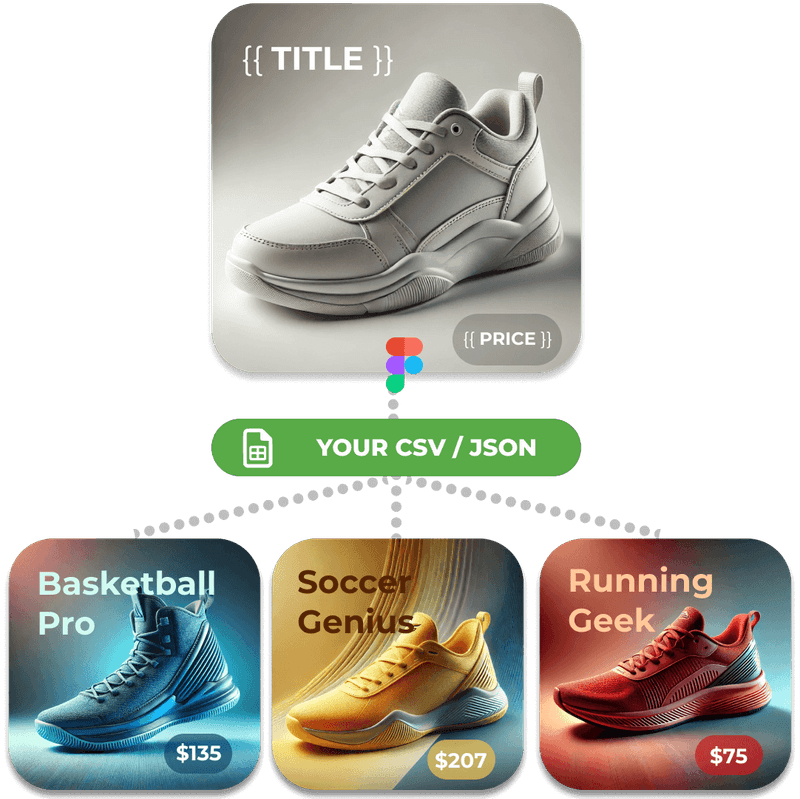 {{ TITLE }}
{{ PRICE }}
YOUR CSV / JSON
Basketball
Pro
$135
Soccer
Genius
$207
Running
Geek
$75